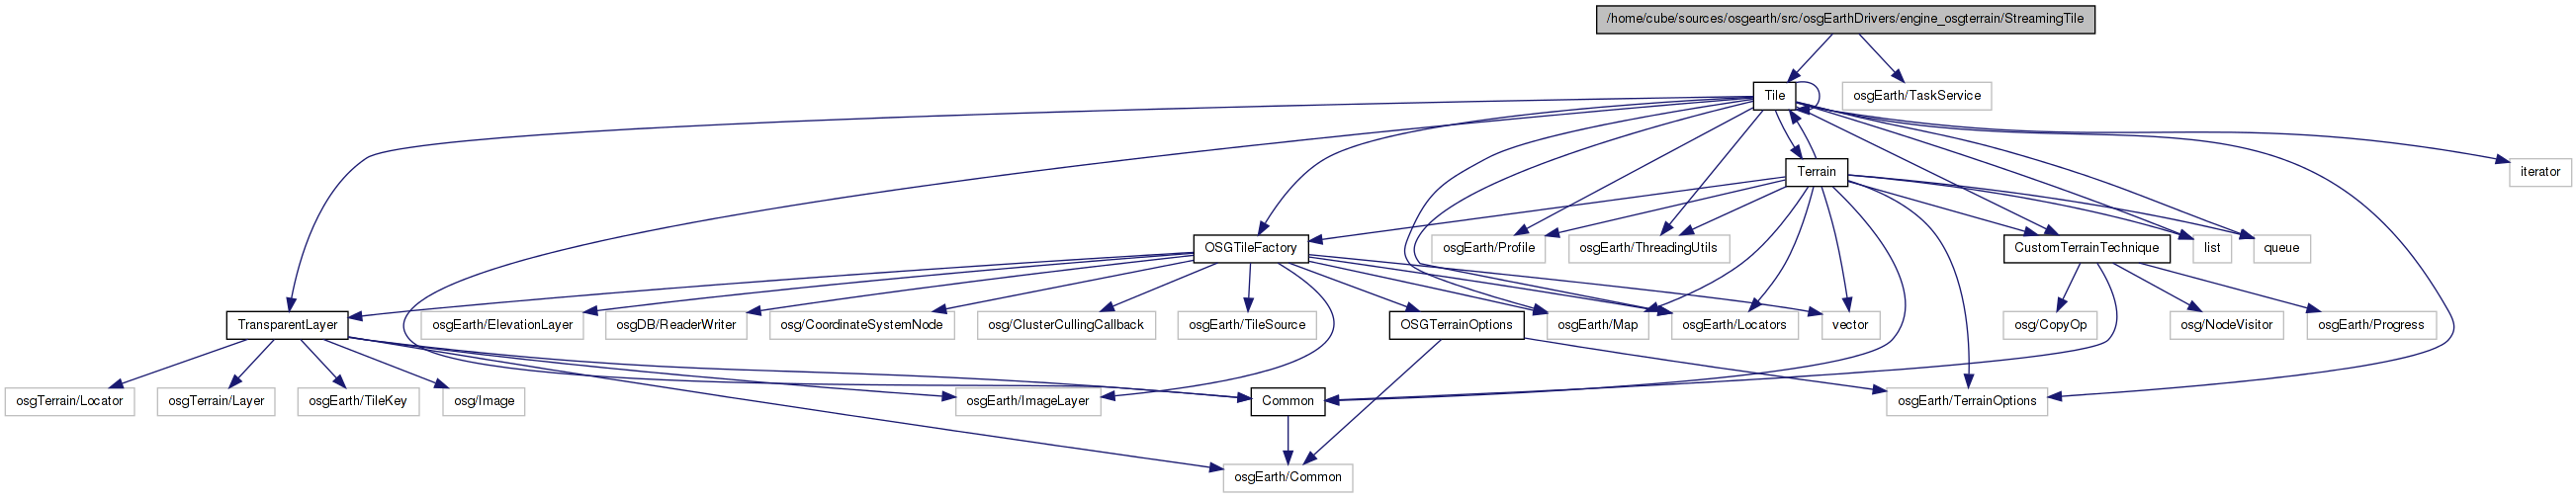 /home/cube/sources/osgearth/src/osgEarthDrivers/engine_osgterrain/StreamingTile
Tile
osgEarth/TaskService
Terrain
iterator
OSGTileFactory
osgEarth/Profile
osgEarth/ThreadingUtils
CustomTerrainTechnique
list
queue
TransparentLayer
osgEarth/ElevationLayer
osgDB/ReaderWriter
osg/CoordinateSystemNode
osg/ClusterCullingCallback
osgEarth/TileSource
OSGTerrainOptions
osgEarth/Map
osgEarth/Locators
vector
osg/CopyOp
osg/NodeVisitor
osgEarth/Progress
osgTerrain/Locator
osgTerrain/Layer
osgEarth/TileKey
osg/Image
osgEarth/ImageLayer
Common
osgEarth/TerrainOptions
osgEarth/Common